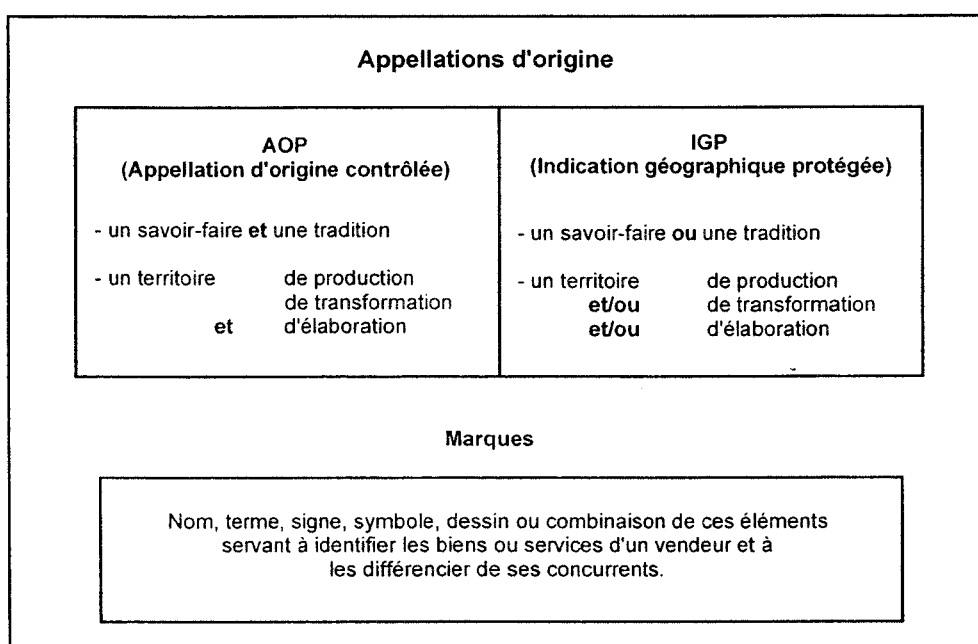 Appellations d'origine
AOP
(Appellation d'origine contrôlée)
- un savoir-faire et une tradition
- un territoire de production
de transformation
et d'élaboration
IGP
(Indication géographique protégée)
- un savoir-faire ou une tradition
- un territoire de production
et/ou de transformation
et/ou d'élaboration
Marques
Nom, terme, signe, symbole, dessin ou combinaison de ces éléments
servant à identifier les biens ou services d'un vendeur et à
les différencier de ses concurrents.